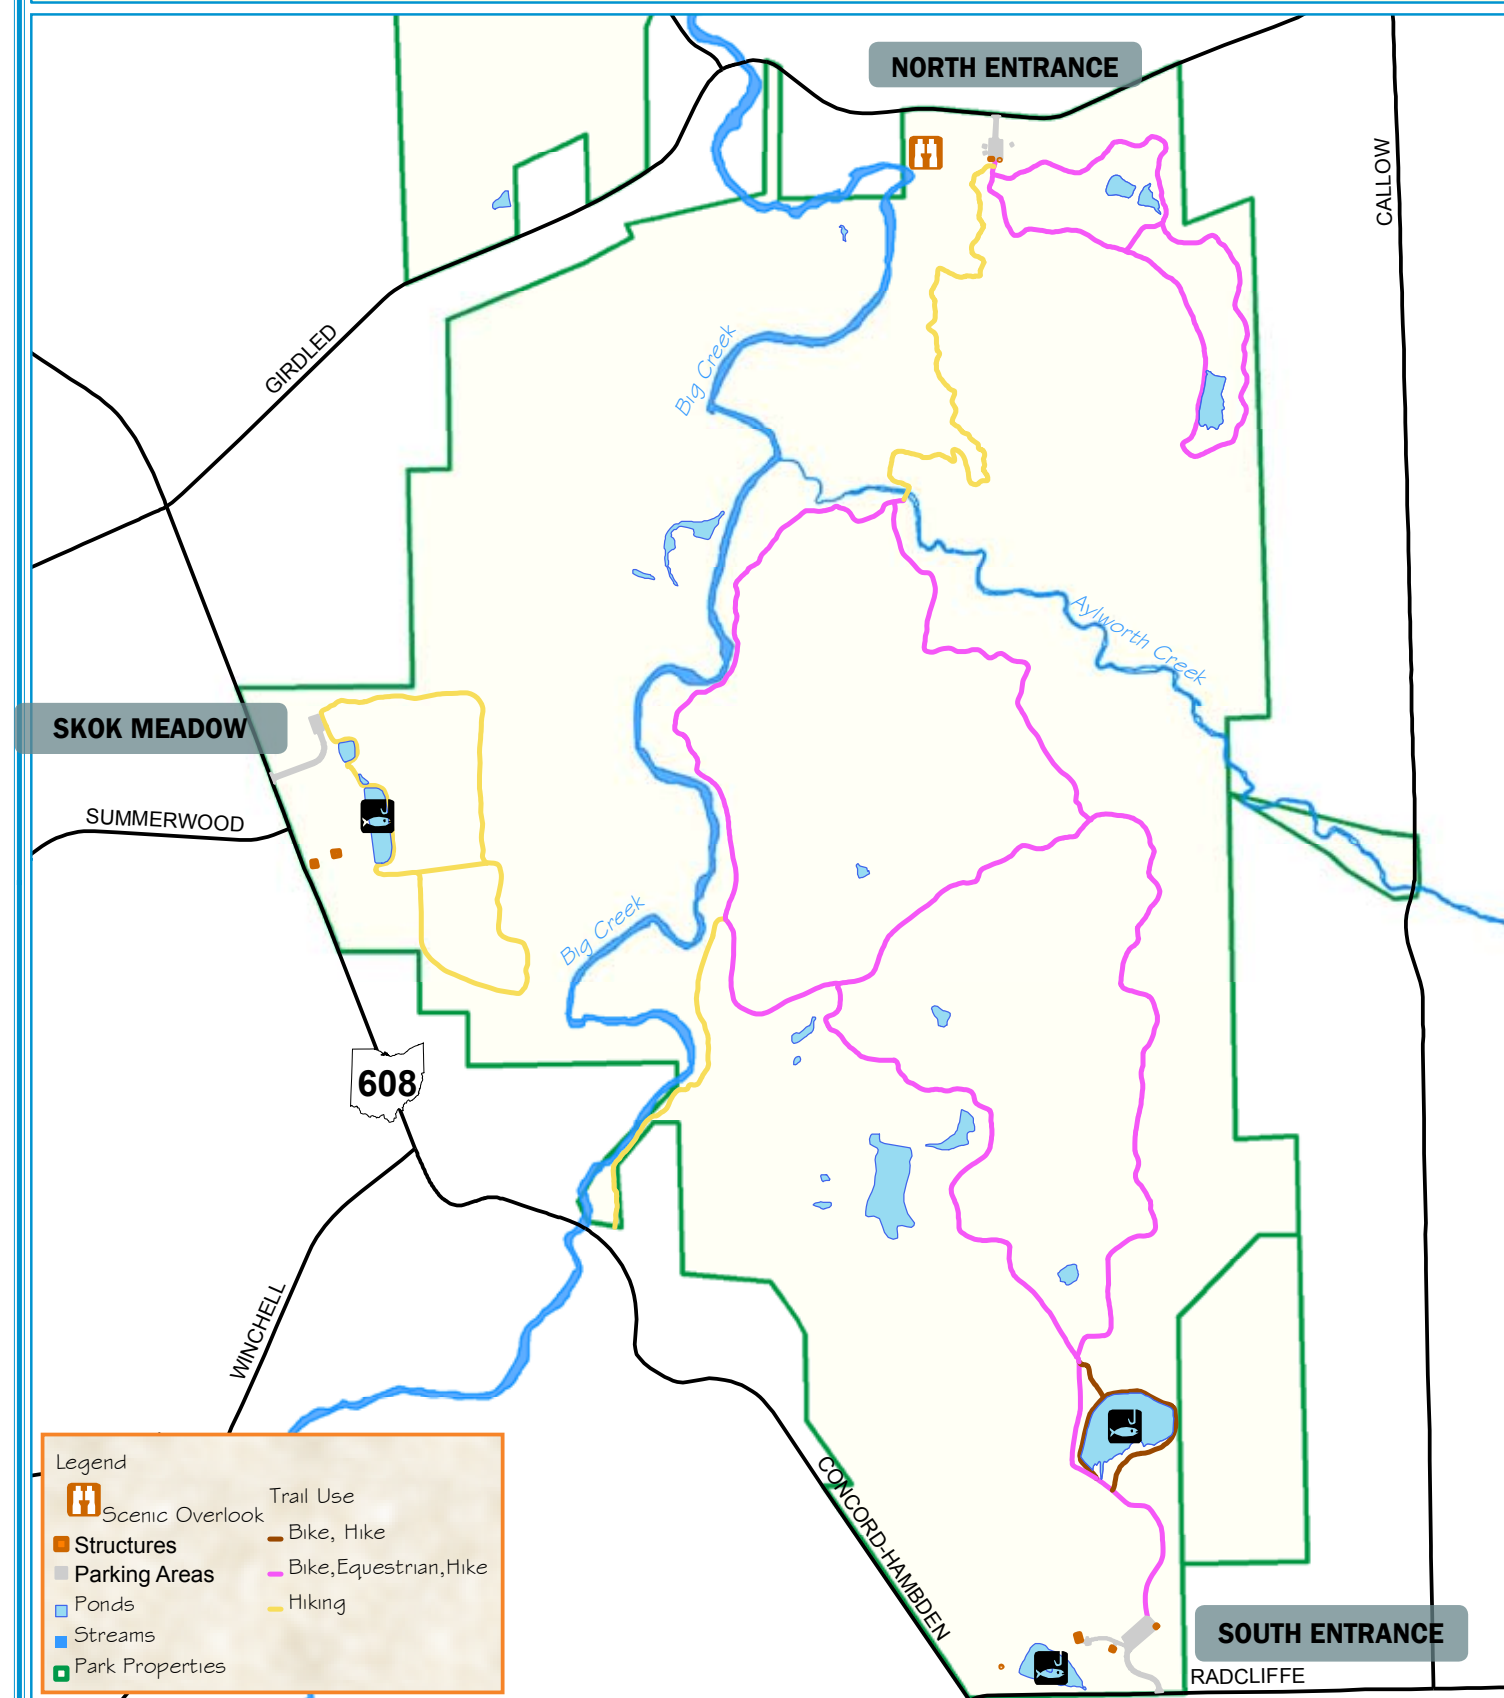 NORTH ENTRANCE
CALLOW
GIRDLED
Big Creek
Aylworth Creek
SKOK MEADOW
SUMMERWOOD
Big Creek
608
WINCHELL
CONCORD-HAMBDEN
SOUTH ENTRANCE
RADCLIFFE
Legend
Scenic Overlook
Structures
Parking Areas
Ponds
Streams
Park Properties
Trail Use
Bike, Hike
Bike,Equestrian,Hike
Hiking